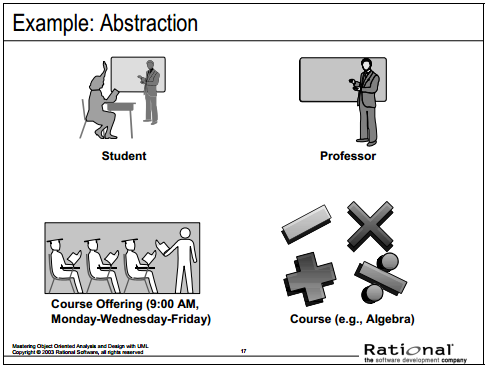 Example: Abstraction
Student
Professor
Course Offering (9:00 AM,
Monday-Wednesday-Friday)
Course (e.g., Algebra)
Mastering Object Oriented Analysis and Design with UML
Copyright © 2003 Rational Software, all rights reserved
17
Rational®
the software development company